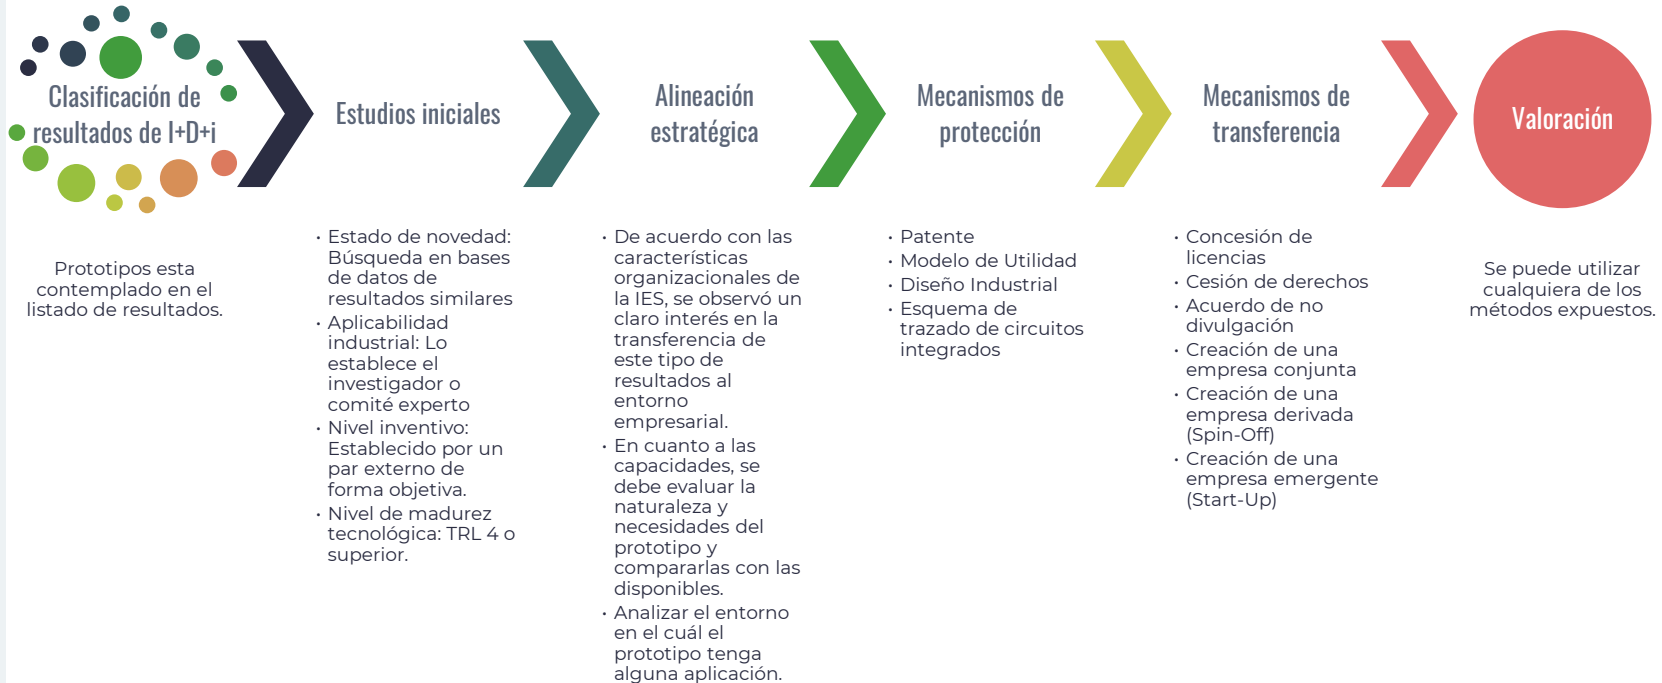 Clasificación de
resultados de I+D+i
Prototipos esta
contemplado en el
listado de resultados.
Estudios iniciales
· Estado de novedad:
Búsqueda en bases
de datos de
resultados similares
· Aplicabilidad
industrial: Lo
establece el
investigador o
comité experto
· Nivel inventivo:
Establecido por un
par externo de
forma objetiva.
· Nivel de madurez
tecnológica: TRL 4 o
superior.
Alineación
estratégica
· De acuerdo con las
características
organizacionales de
la IES, se observó un
claro interés en la
transferencia de
este tipo de
resultados al
entorno
empresarial.
· En cuanto a las
capacidades, se
debe evaluar la
naturaleza y
necesidades del
prototipo y
compararlas con las
disponibles.
· Analizar el entorno
en el cuál el
prototipo tenga
alguna aplicación.
Mecanismos de
protección
· Patente
· Modelo de Utilidad
· Diseño Industrial
· Esquema de
trazado de circuitos
integrados
Mecanismos de
transferencia
· Concesión de
licencias
· Cesión de derechos
· Acuerdo de no
divulgación
· Creación de una
empresa conjunta
· Creación de una
empresa derivada
(Spin-Off)
· Creación de una
empresa emergente
(Start-Up)
Valoración
Se puede utilizar
cualquiera de los
métodos expuestos.